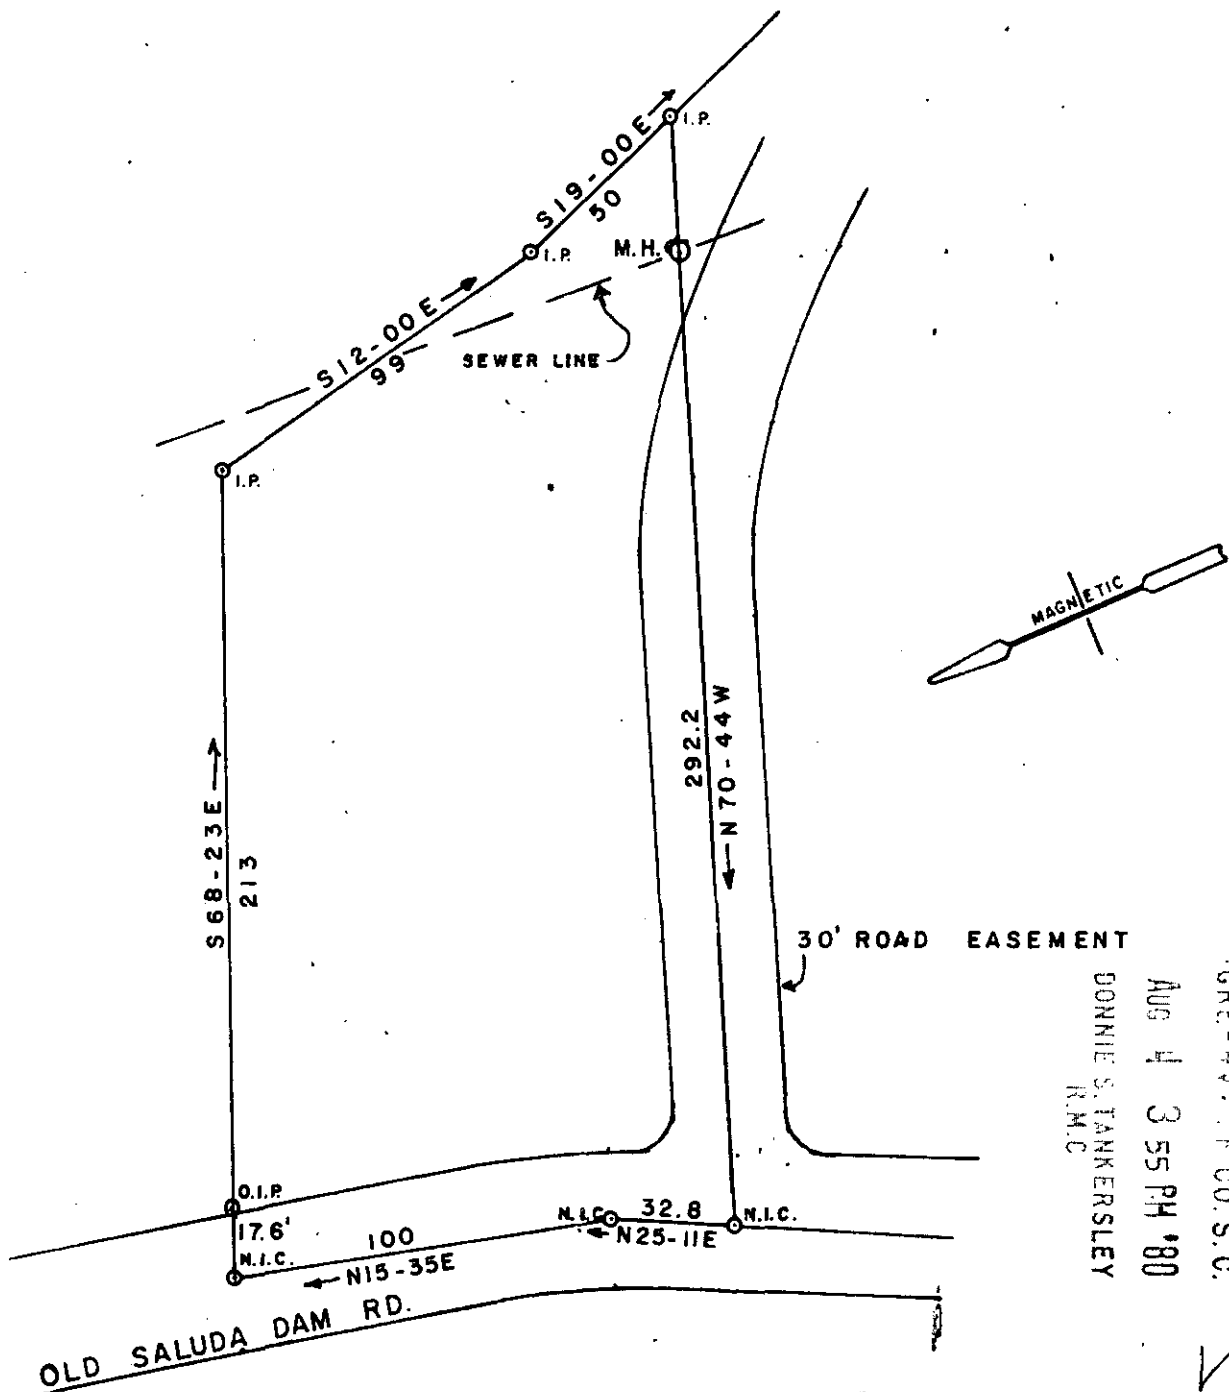 S19-00E
50
I.P.
I.P.
M.H.
S12-00E
99
SEWER LINE
I.P.
MAGNETIC
292.2
N70-44W
S68-23E
213
30' ROAD EASEMENT
CO. S.C.
AUG 4 3 55 PM '80
DONNIE S. TANKERSLEY
R.M.C
O.I.P.
17.6'
N.I.C.
100
N15-35E
N.I.C.
32.8
N25-11E
N.I.C.
OLD SALUDA DAM RD.